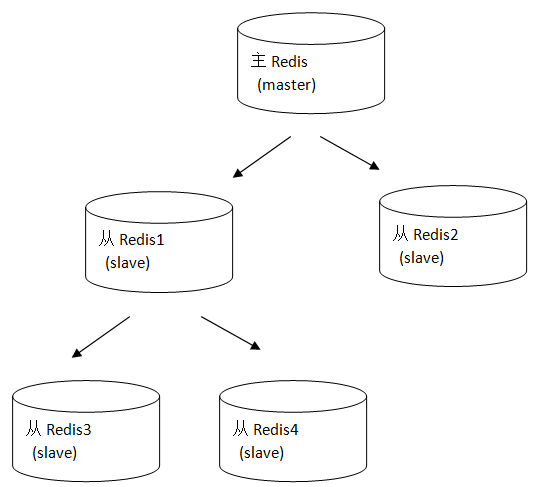 主 Redis
(master)
从 Redis1
(slave)
从 Redis2
(slave)
从 Redis3
(slave)
从 Redis4
(slave)